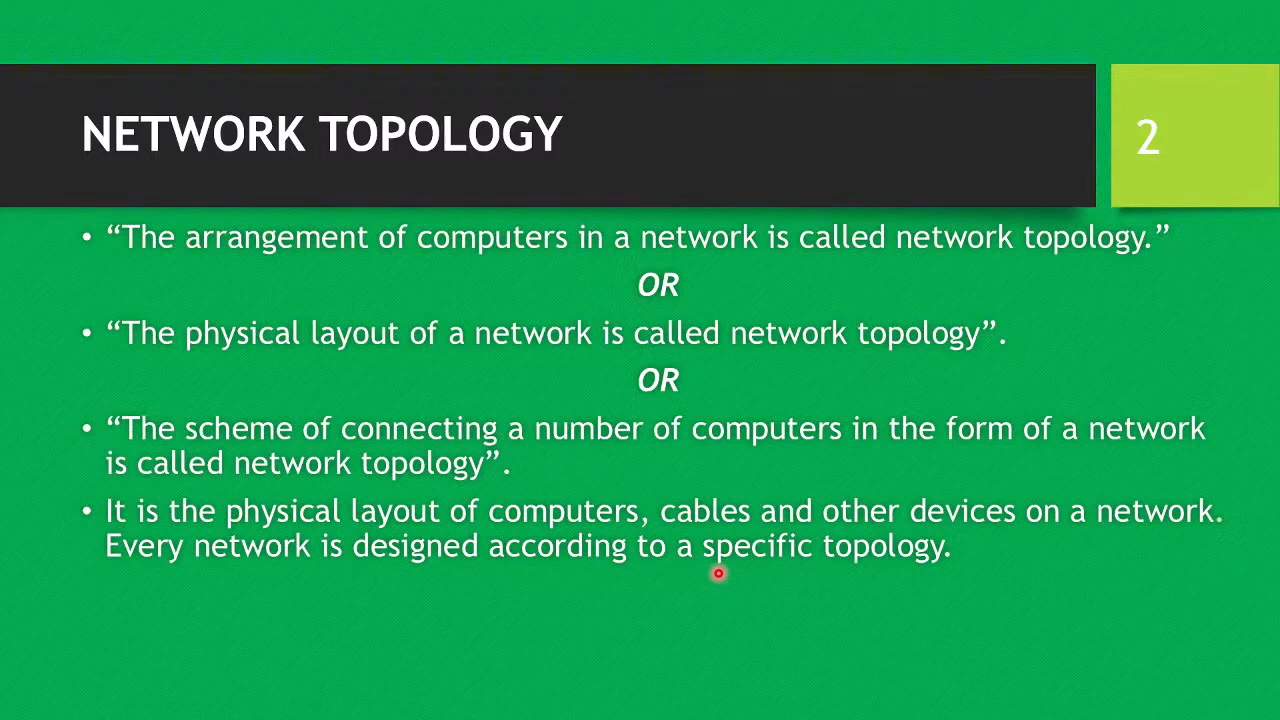 NETWORK TOPOLOGY
2
• “The arrangement of computers in a network is called network topology.”
OR
• “The physical layout of a network is called network topology”.
OR
• “The scheme of connecting a number of computers in the form of a network
is called network topology”.
• It is the physical layout of computers, cables and other devices on a network.
Every network is designed according to a specific topology.